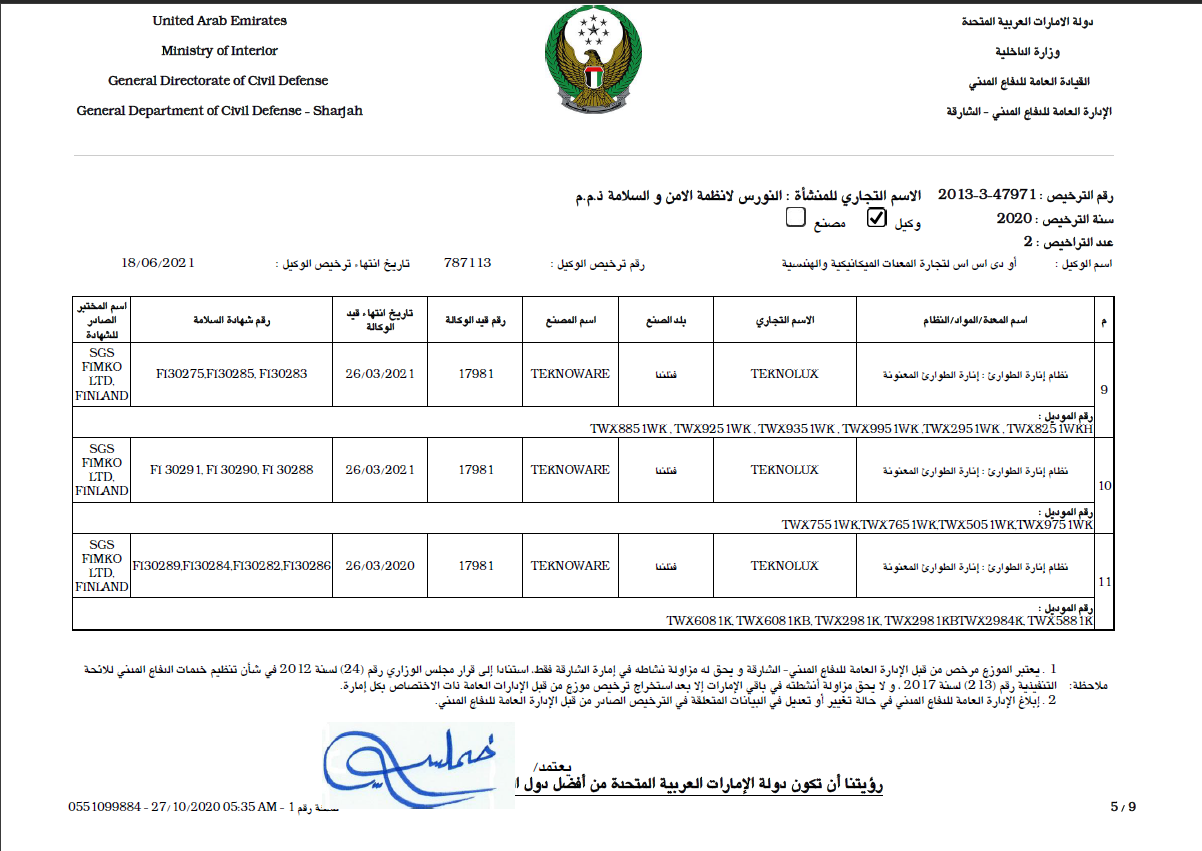 United Arab Emirates
Ministry of Interior
General Directorate of Civil Defense
General Department of Civil Defense - Sharjah
دولة الامارات العربية المتحدة
وزارة الداخلية
القيادة العامة للدفاع المدني
الإدارة العامة للدفاع المدني - الشارقة
رقم الترخيص : 2013-3-47971 الاسم التجاري للمنشأة : النورس لانظمة الامن و السلامة ذ.م.م
سنة الترخيص : 2020 وكيل مصنع
عدد التراخيص : 2
اسم الوكيل : أو دى اس اس لتجارة المعدات الميكانيكية والهندسية رقم ترخيص الوكيل : 787113 تاريخ انتهاء ترخيص الوكيل : 18/06/2021
م اسم المعدة/المواد/النظام الاسم التجاري بلد الصنع اسم المصنع رقم قيد الوكالة تاريخ انتهاء قيد الوكالة رقم شهادة السلامة اسم المختبر الصادر للشهادة
9 نظام إنارة الطوارئ : إنارة الطوارئ المعنونة TEKNOLUX فنلندا TEKNOWARE 17981 26/03/2021 FI30275,FI30285, FI30283 SGS FIMKO LTD, FINLAND
رقم الموديل :
TWX8851WK , TWX9251WK , TWX9351WK , TWX9951WK ,TWX2951WK , TWX8251WKH
10 نظام إنارة الطوارئ : إنارة الطوارئ المعنونة TEKNOLUX فنلندا TEKNOWARE 17981 26/03/2021 FI 30291, FI 30290, FI 30288 SGS FIMKO LTD, FINLAND
رقم الموديل :
TWX7551WK,TWX7651WK,TWX5051WK,TWX9751WK
11 نظام إنارة الطوارئ : إنارة الطوارئ المعنونة TEKNOLUX فنلندا TEKNOWARE 17981 26/03/2020 FI30289,FI30284,FI30282,FI30286 SGS FIMKO LTD, FINLAND
رقم الموديل :
TWX6081K, TWX6081KB, TWX2981K, TWX2981KBTWX2984K, TWX5881K
1 . يعتبر الموزع مرخص من قبل الإدارة العامة للدفاع المدني- الشارقة و يحق له مزاولة نشاطه في إمارة الشارقة فقط، استنادا إلى قرار مجلس الوزاري رقم (24) لسنة 2012 في شأن تنظيم خدمات الدفاع المدني للائحة
ملاحظة: التنفيذية رقم (213) لسنة 2017 ، و لا يحق مزاولة أنشطته في باقي الإمارات إلا بعد استخراج ترخيص موزع من قبل الإدارات العامة ذات الاختصاص بكل إمارة.
2 . إبلاغ الإدارة العامة للدفاع المدني في حالة تغيير أو تعديل في البيانات المتعلقة في الترخيص الصادر من قبل الإدارة العامة للدفاع المدني.
يعتمد/
رؤيتنا أن تكون دولة الإمارات العربية المتحدة من أفضل دول
رقم 1 - 27/10/2020 05:35 AM - 0551099884
5 / 9